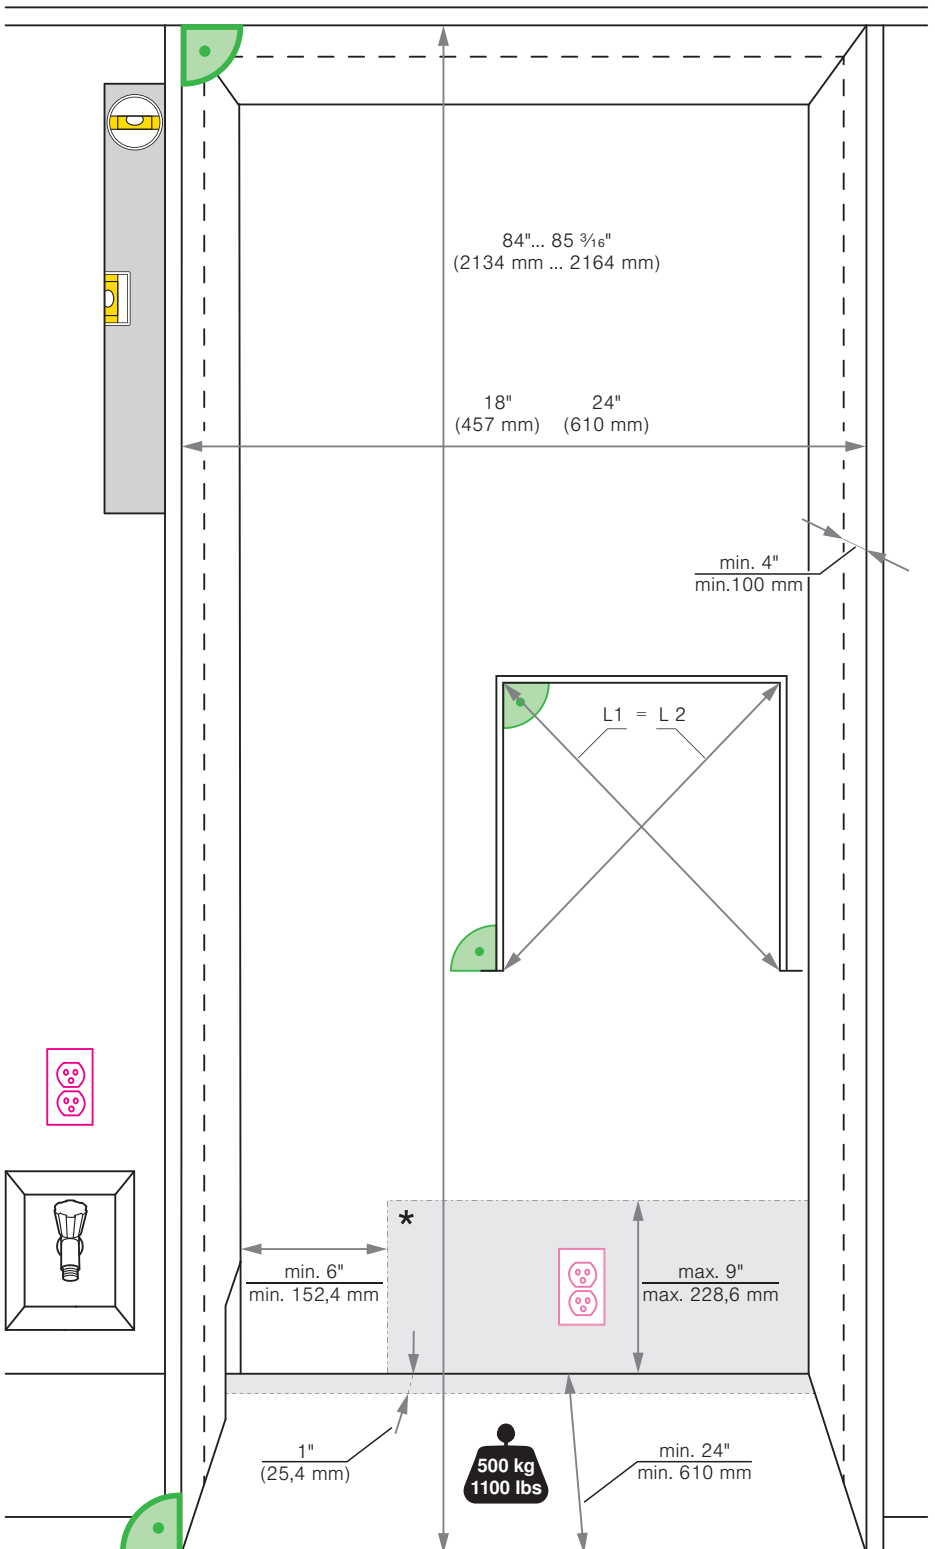 84"... 85 3⁄16"
(2134 mm ... 2164 mm)
18" 24"
(457 mm) (610 mm)
min. 4"
min.100 mm
L1 = L 2
*
min. 6"
min. 152,4 mm
max. 9"
max. 228,6 mm
1"
(25,4 mm)
500 kg
1100 lbs
min. 24"
min. 610 mm